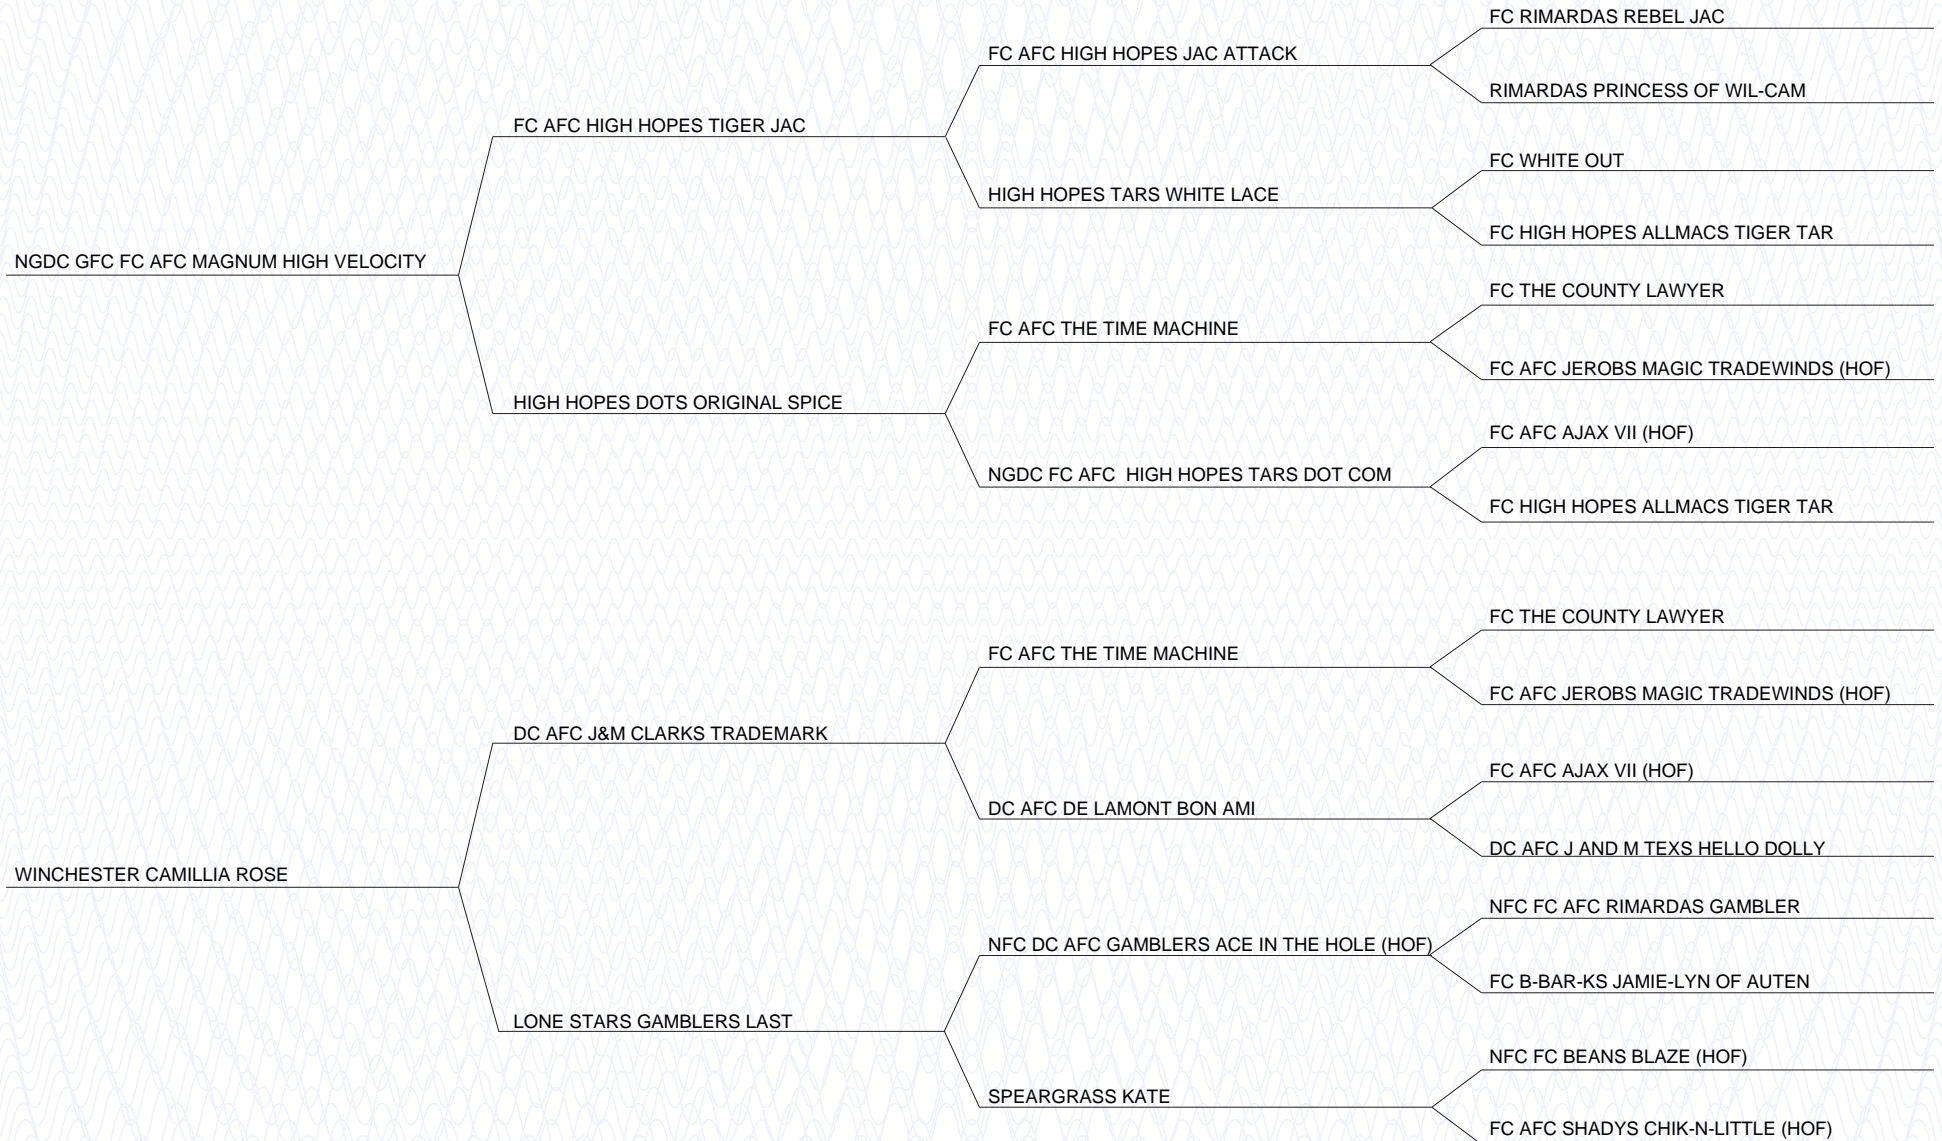 FC RIMARDAS REBEL JAC
FC AFC HIGH HOPES JAC ATTACK
RIMARDAS PRINCESS OF WIL-CAM
FC AFC HIGH HOPES TIGER JAC
FC WHITE OUT
HIGH HOPES TARS WHITE LACE
FC HIGH HOPES ALLMACS TIGER TAR
NGDC GFC FC AFC MAGNUM HIGH VELOCITY
FC THE COUNTY LAWYER
FC AFC THE TIME MACHINE
FC AFC JEROBS MAGIC TRADEWINDS (HOF)
HIGH HOPES DOTS ORIGINAL SPICE
FC AFC AJAX VII (HOF)
NGDC FC AFC  HIGH HOPES TARS DOT COM
FC HIGH HOPES ALLMACS TIGER TAR
FC THE COUNTY LAWYER
FC AFC THE TIME MACHINE
FC AFC JEROBS MAGIC TRADEWINDS (HOF)
DC AFC J&M CLARKS TRADEMARK
FC AFC AJAX VII (HOF)
DC AFC DE LAMONT BON AMI
DC AFC J AND M TEXS HELLO DOLLY
WINCHESTER CAMILLIA ROSE
NFC FC AFC RIMARDAS GAMBLER
NFC DC AFC GAMBLERS ACE IN THE HOLE (HOF)
FC B-BAR-KS JAMIE-LYN OF AUTEN
LONE STARS GAMBLERS LAST
NFC FC BEANS BLAZE (HOF)
SPEARGRASS KATE
FC AFC SHADYS CHIK-N-LITTLE (HOF)